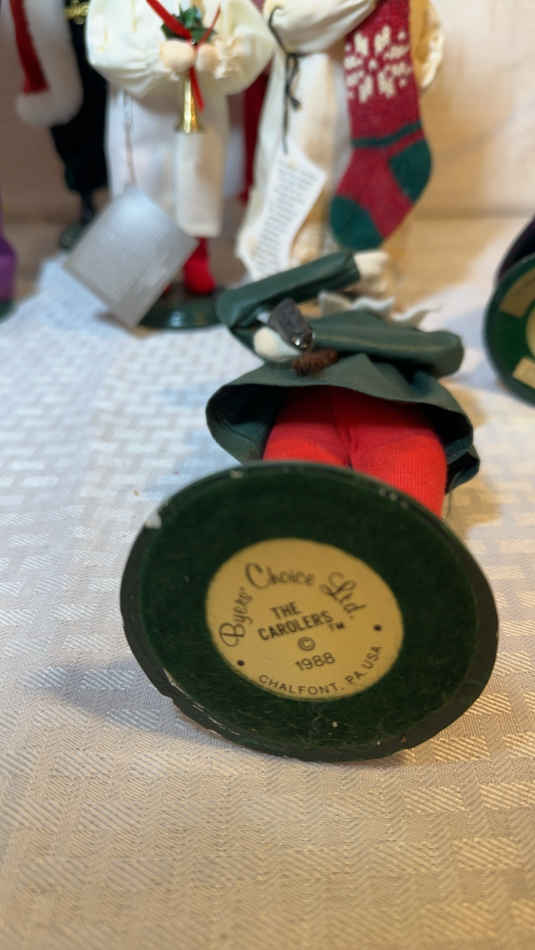 Byers' Choice Ltd.
THE
CAROLERS™
©
1988
CHALFONT, PA USA